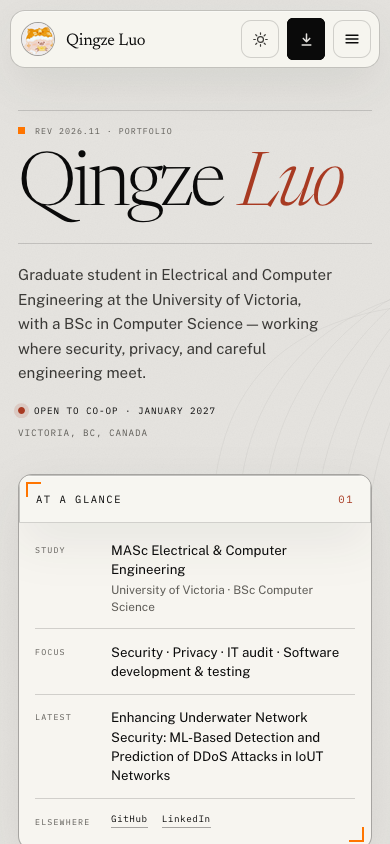 Qingze Luo
REV 2026.11 · PORTFOLIO
Qingze Luo
Graduate student in Electrical and Computer
Engineering at the University of Victoria,
with a BSc in Computer Science — working
where security, privacy, and careful
engineering meet.
OPEN TO CO-OP · JANUARY 2027
VICTORIA, BC, CANADA
AT A GLANCE 01
STUDY
MASc Electrical & Computer
Engineering
University of Victoria · BSc Computer
Science
FOCUS
Security · Privacy · IT audit · Software
development & testing
LATEST
Enhancing Underwater Network
Security: ML-Based Detection and
Prediction of DDoS Attacks in IoUT
Networks
ELSEWHERE
GitHub LinkedIn